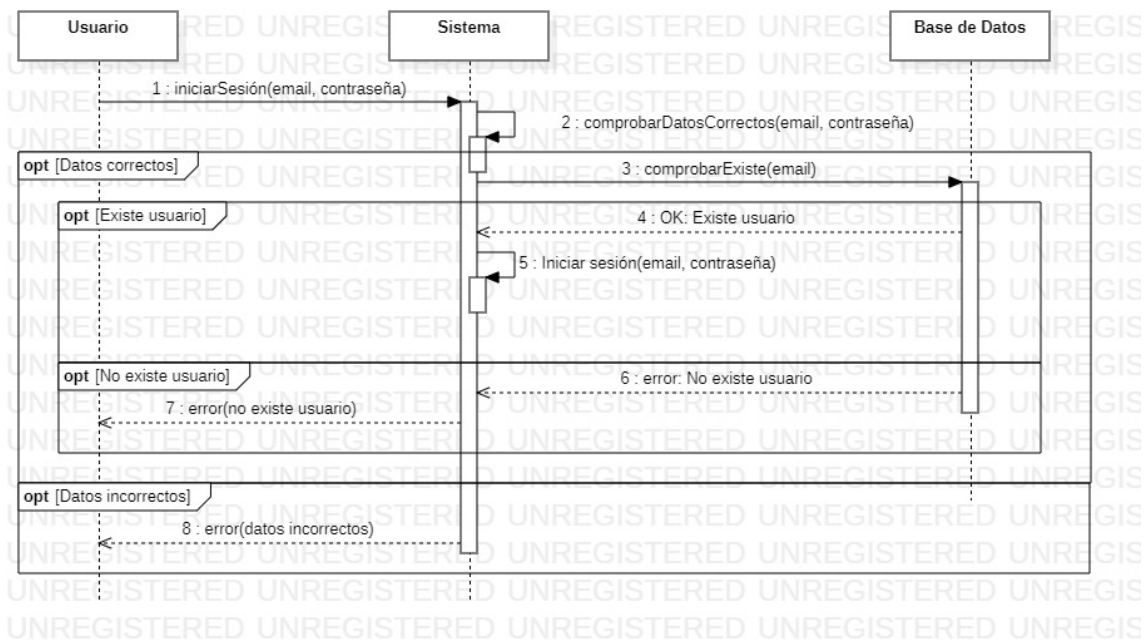 Usuario
Sistema
Base de Datos
1 : iniciarSesión(email, contraseña)
2 : comprobarDatosCorrectos(email, contraseña)
opt [Datos correctos]
3 : comprobarExiste(email)
opt [Existe usuario]
4 : OK: Existe usuario
5 : Iniciar sesión(email, contraseña)
opt [No existe usuario]
6 : error: No existe usuario
7 : error(no existe usuario)
opt [Datos incorrectos]
8 : error(datos incorrectos)
UNREGISTERED